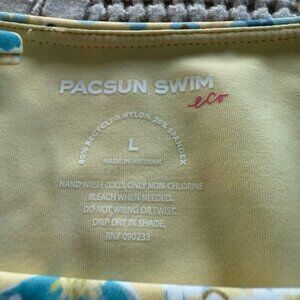 PACSUN SWIM
eco
80% RECYCLED NYLON 20% SPANDEX
L
MADE IN VIETNAM
HAND WASH COLD, ONLY NON-CHLORINE
BLEACH WHEN NEEDED,
DO NOT WRING OR TWIST.
DRIP DRY IN SHADE,
RN# 090233